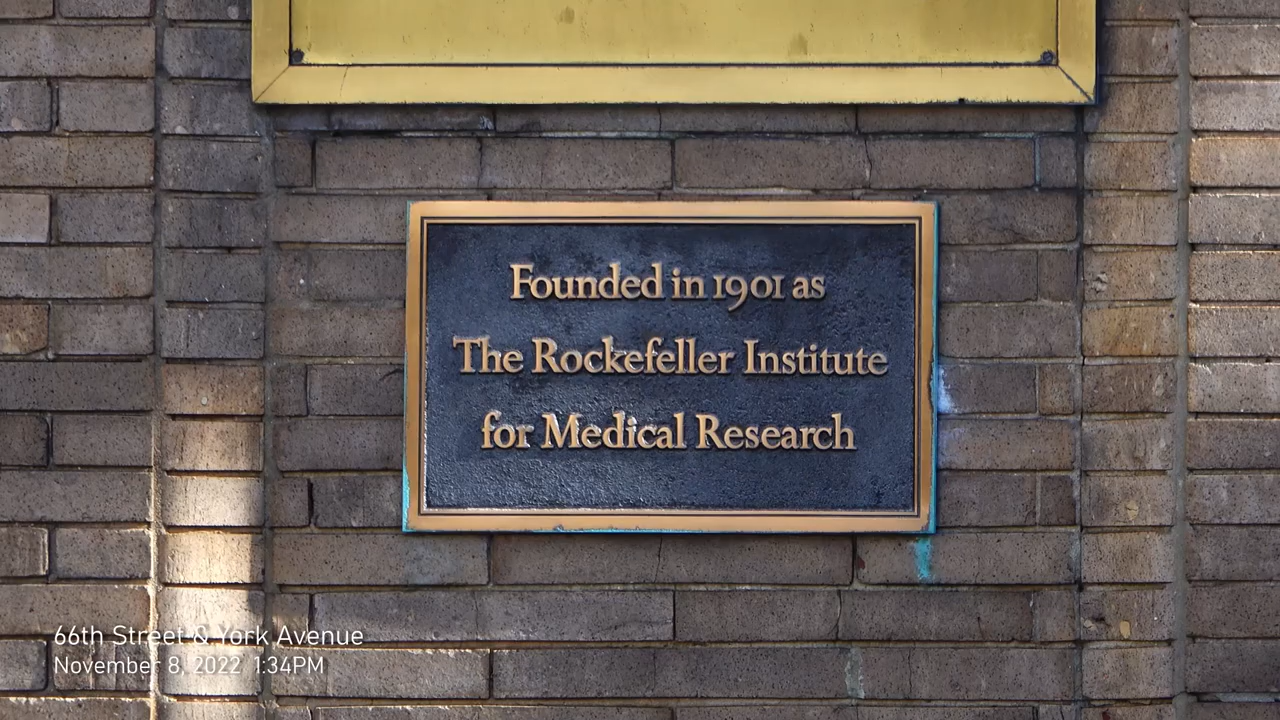 Founded in 1901 as
The Rockefeller Institute
for Medical Research
66th Street & York Avenue
November 8, 2022 1:34PM